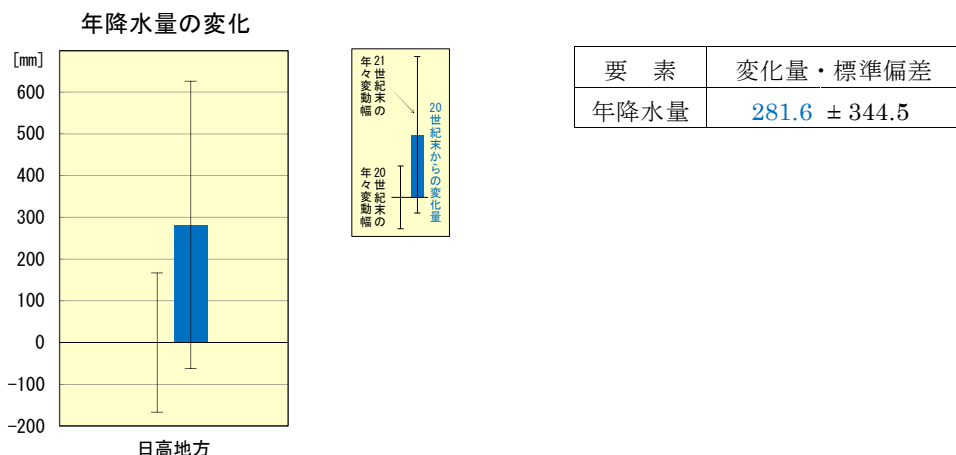 年降水量の変化
[mm]
600
500
400
300
200
100
0
-100
-200
日高地方
21世紀末の
年々変動幅
20世紀末からの変化量
20世紀末の
年々変動幅
要 素 変化量・標準偏差
年降水量 281.6 ± 344.5